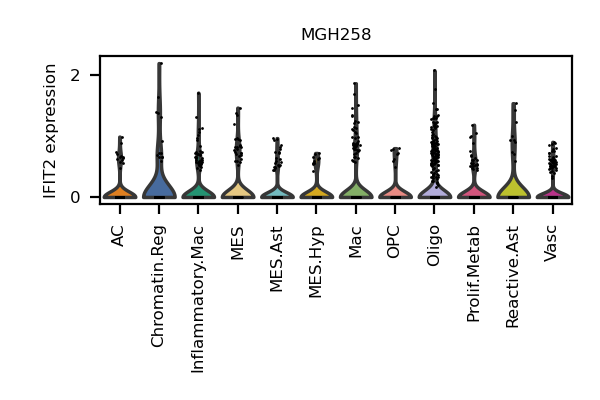 MGH258
IFIT2 expression
2
0
AC
Chromatin.Reg
Inflammatory.Mac
MES
MES.Ast
MES.Hyp
Mac
OPC
Oligo
Prolif.Metab
Reactive.Ast
Vasc